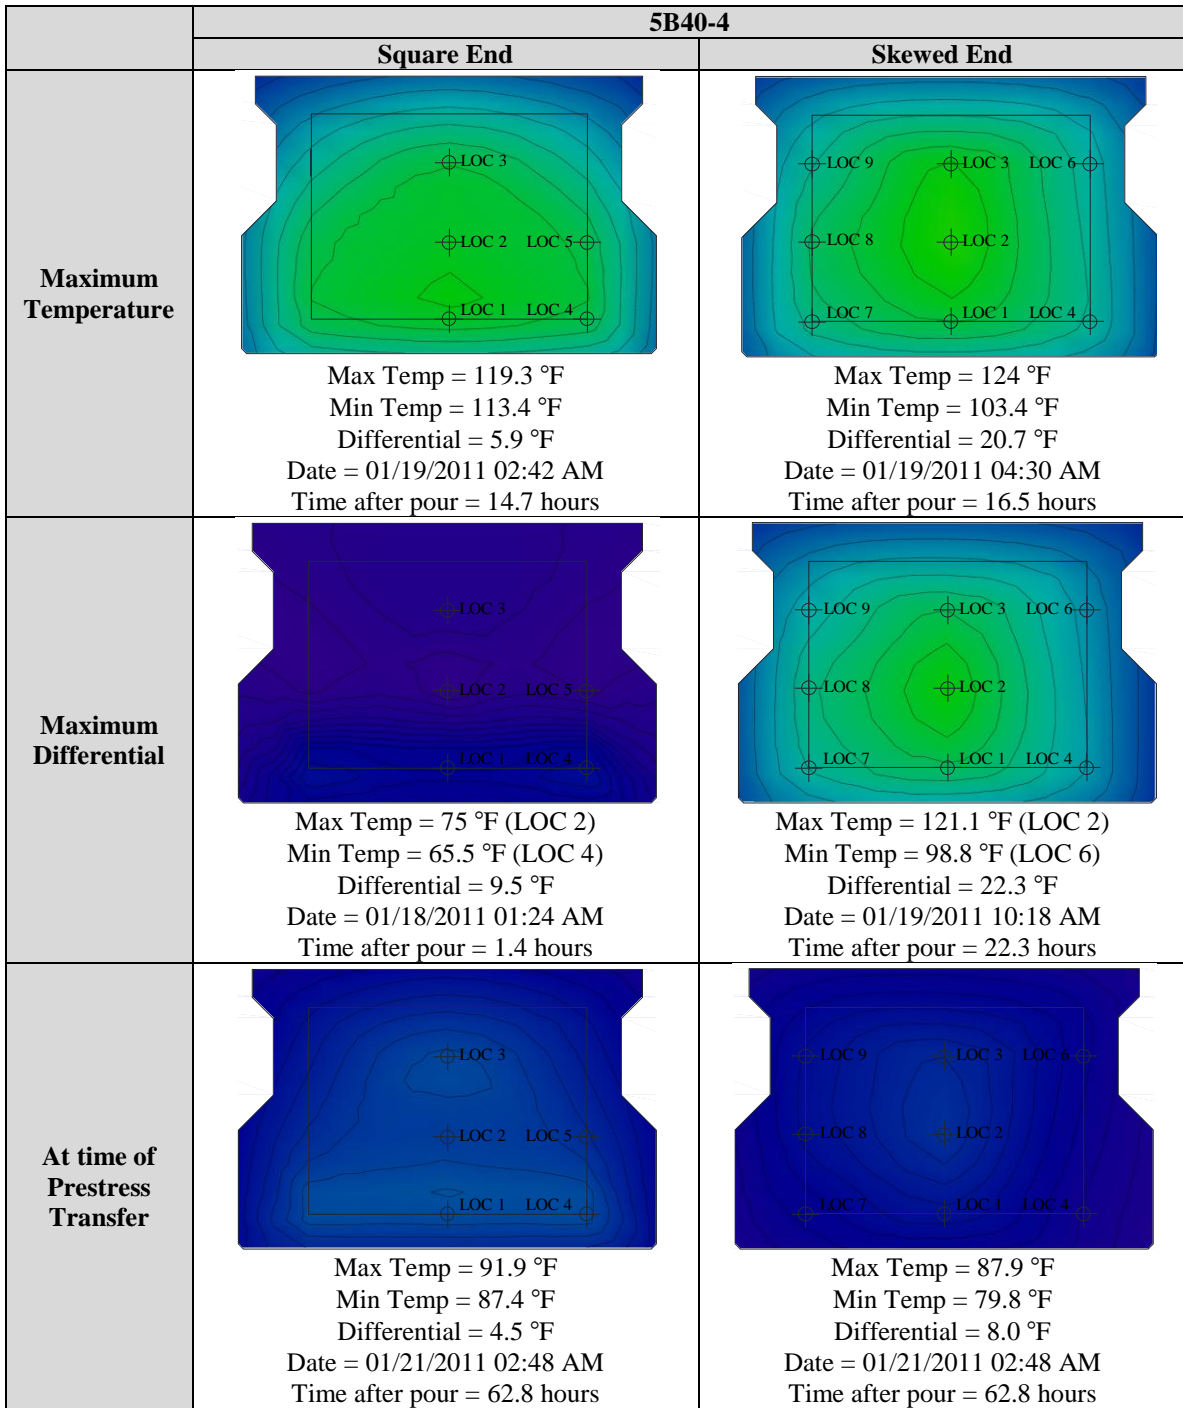 5B40-4
Square End
Skewed End
Maximum
Temperature
LOC 3
LOC 2 LOC 5
LOC 1 LOC 4
Max Temp = 119.3 °F
Min Temp = 113.4 °F
Differential = 5.9 °F
Date = 01/19/2011 02:42 AM
Time after pour = 14.7 hours
LOC 9 LOC 3 LOC 6
LOC 8 LOC 2
LOC 7 LOC 1 LOC 4
Max Temp = 124 °F
Min Temp = 103.4 °F
Differential = 20.7 °F
Date = 01/19/2011 04:30 AM
Time after pour = 16.5 hours
Maximum
Differential
LOC 3
LOC 2 LOC 5
LOC 1 LOC 4
Max Temp = 75 °F (LOC 2)
Min Temp = 65.5 °F (LOC 4)
Differential = 9.5 °F
Date = 01/18/2011 01:24 AM
Time after pour = 1.4 hours
LOC 9 LOC 3 LOC 6
LOC 8 LOC 2
LOC 7 LOC 1 LOC 4
Max Temp = 121.1 °F (LOC 2)
Min Temp = 98.8 °F (LOC 6)
Differential = 22.3 °F
Date = 01/19/2011 10:18 AM
Time after pour = 22.3 hours
At time of
Prestress
Transfer
LOC 3
LOC 2 LOC 5
LOC 1 LOC 4
Max Temp = 91.9 °F
Min Temp = 87.4 °F
Differential = 4.5 °F
Date = 01/21/2011 02:48 AM
Time after pour = 62.8 hours
LOC 9 LOC 3 LOC 6
LOC 8 LOC 2
LOC 7 LOC 1 LOC 4
Max Temp = 87.9 °F
Min Temp = 79.8 °F
Differential = 8.0 °F
Date = 01/21/2011 02:48 AM
Time after pour = 62.8 hours